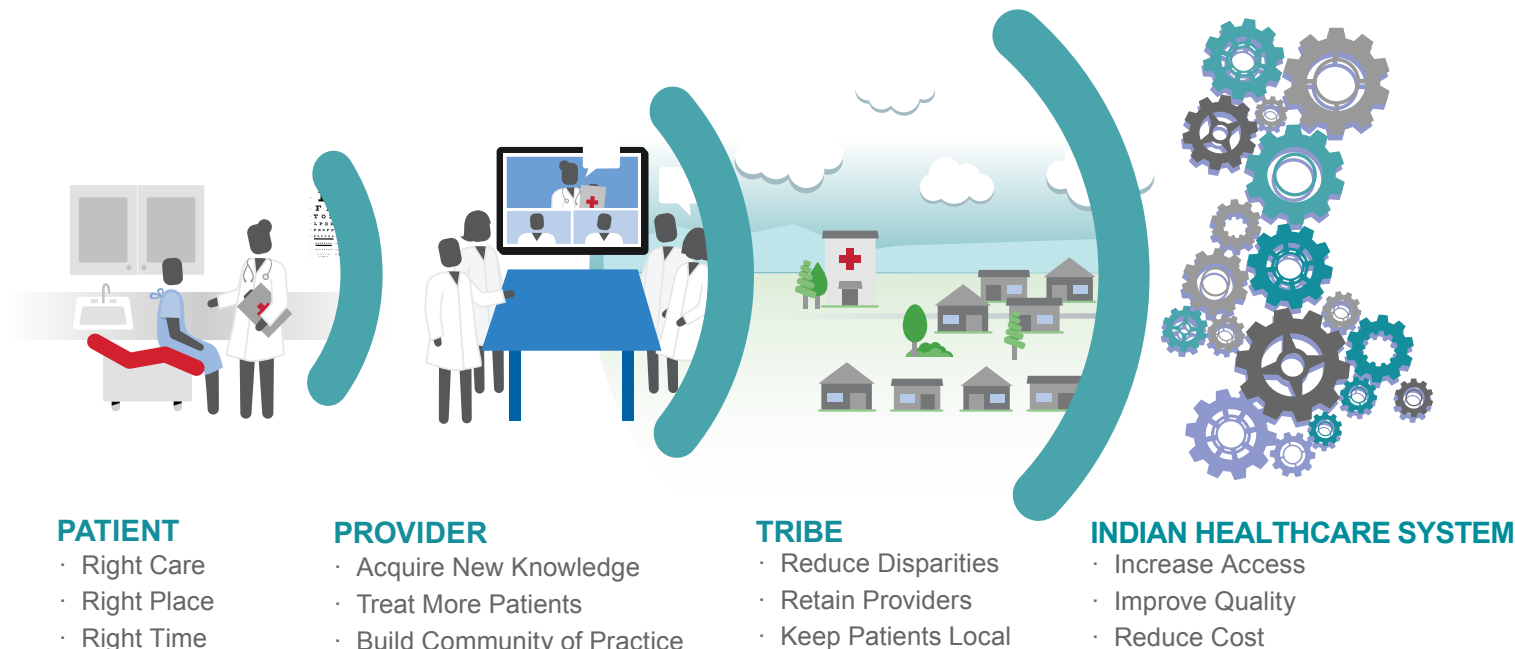 PATIENT
· Right Care
· Right Place
· Right Time
PROVIDER
· Acquire New Knowledge
· Treat More Patients
· Build Community of Practice
TRIBE
· Reduce Disparities
· Retain Providers
· Keep Patients Local
INDIAN HEALTHCARE SYSTEM
· Increase Access
· Improve Quality
· Reduce Cost